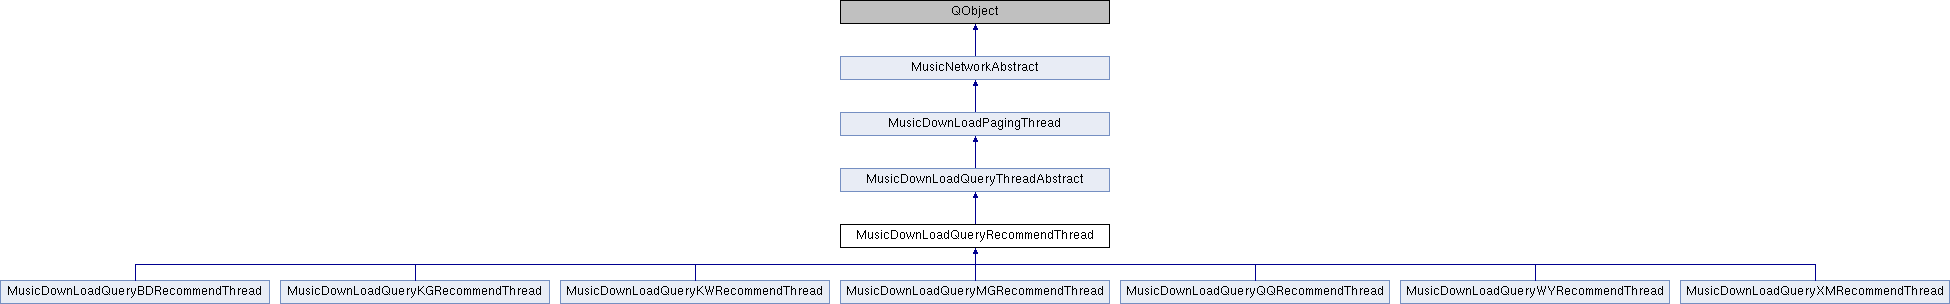 QObject
MusicNetworkAbstract
MusicDownLoadPagingThread
MusicDownLoadQueryThreadAbstract
MusicDownLoadQueryRecommendThread
MusicDownLoadQueryBDRecommendThread
MusicDownLoadQueryKGRecommendThread
MusicDownLoadQueryKWRecommendThread
MusicDownLoadQueryMGRecommendThread
MusicDownLoadQueryQQRecommendThread
MusicDownLoadQueryWYRecommendThread
MusicDownLoadQueryXMRecommendThread